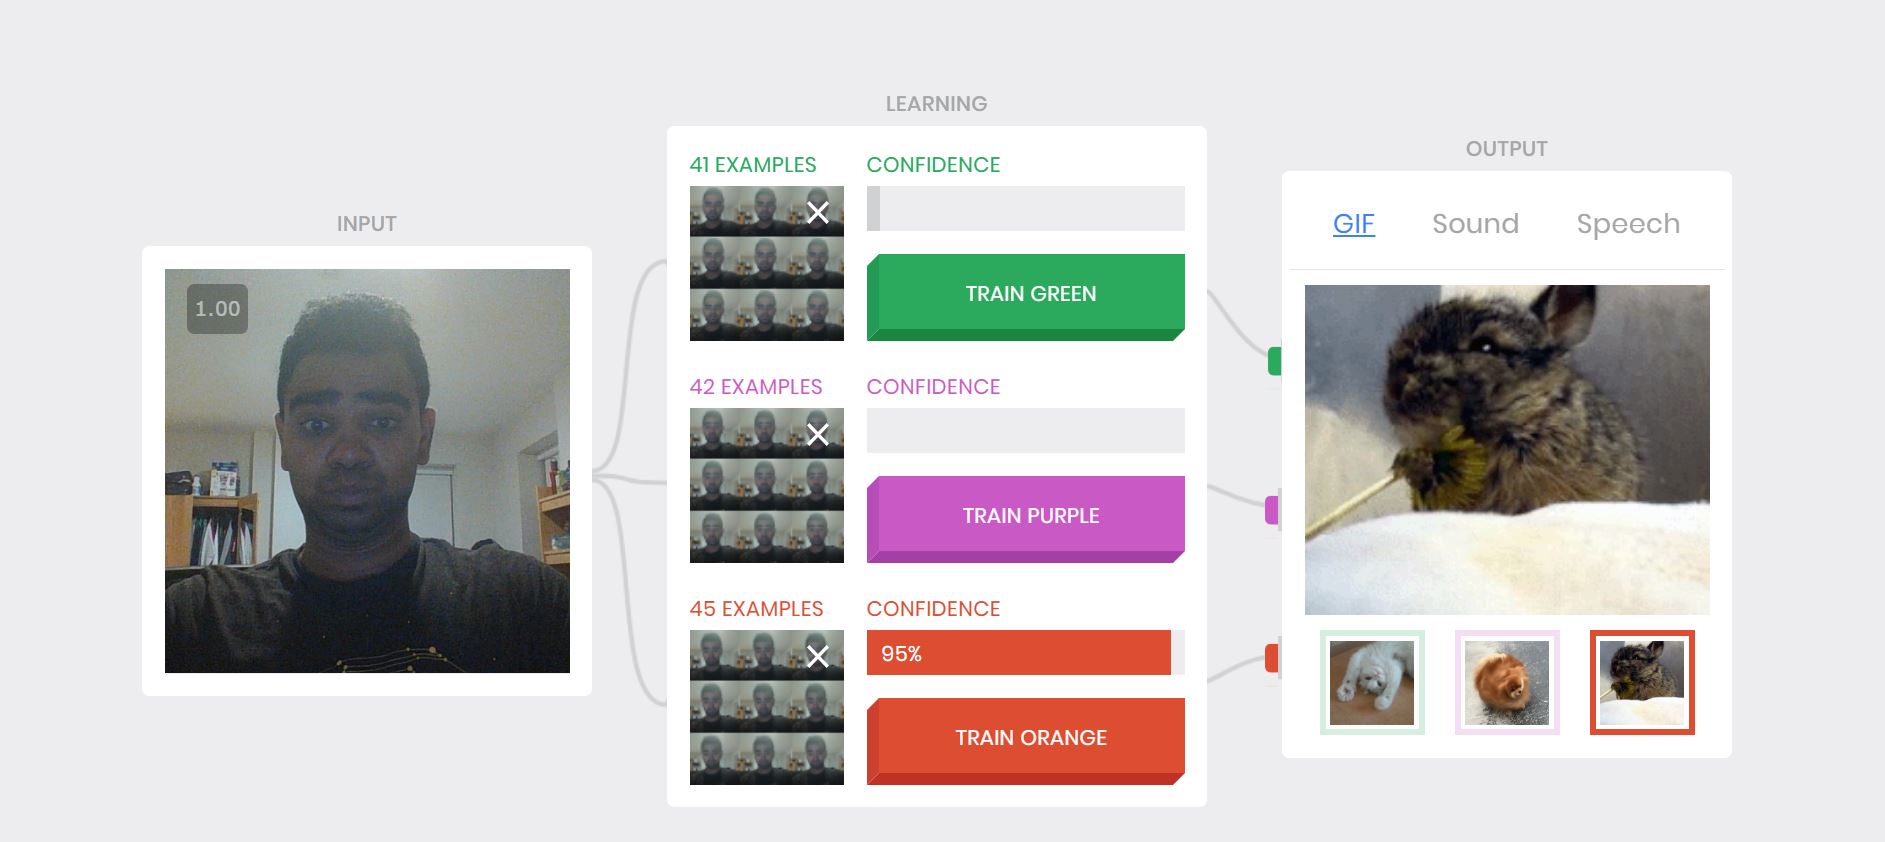 INPUT
1.00
LEARNING
41 EXAMPLES
CONFIDENCE
TRAIN GREEN
42 EXAMPLES
CONFIDENCE
TRAIN PURPLE
45 EXAMPLES
CONFIDENCE
95%
TRAIN ORANGE
OUTPUT
GIF Sound Speech